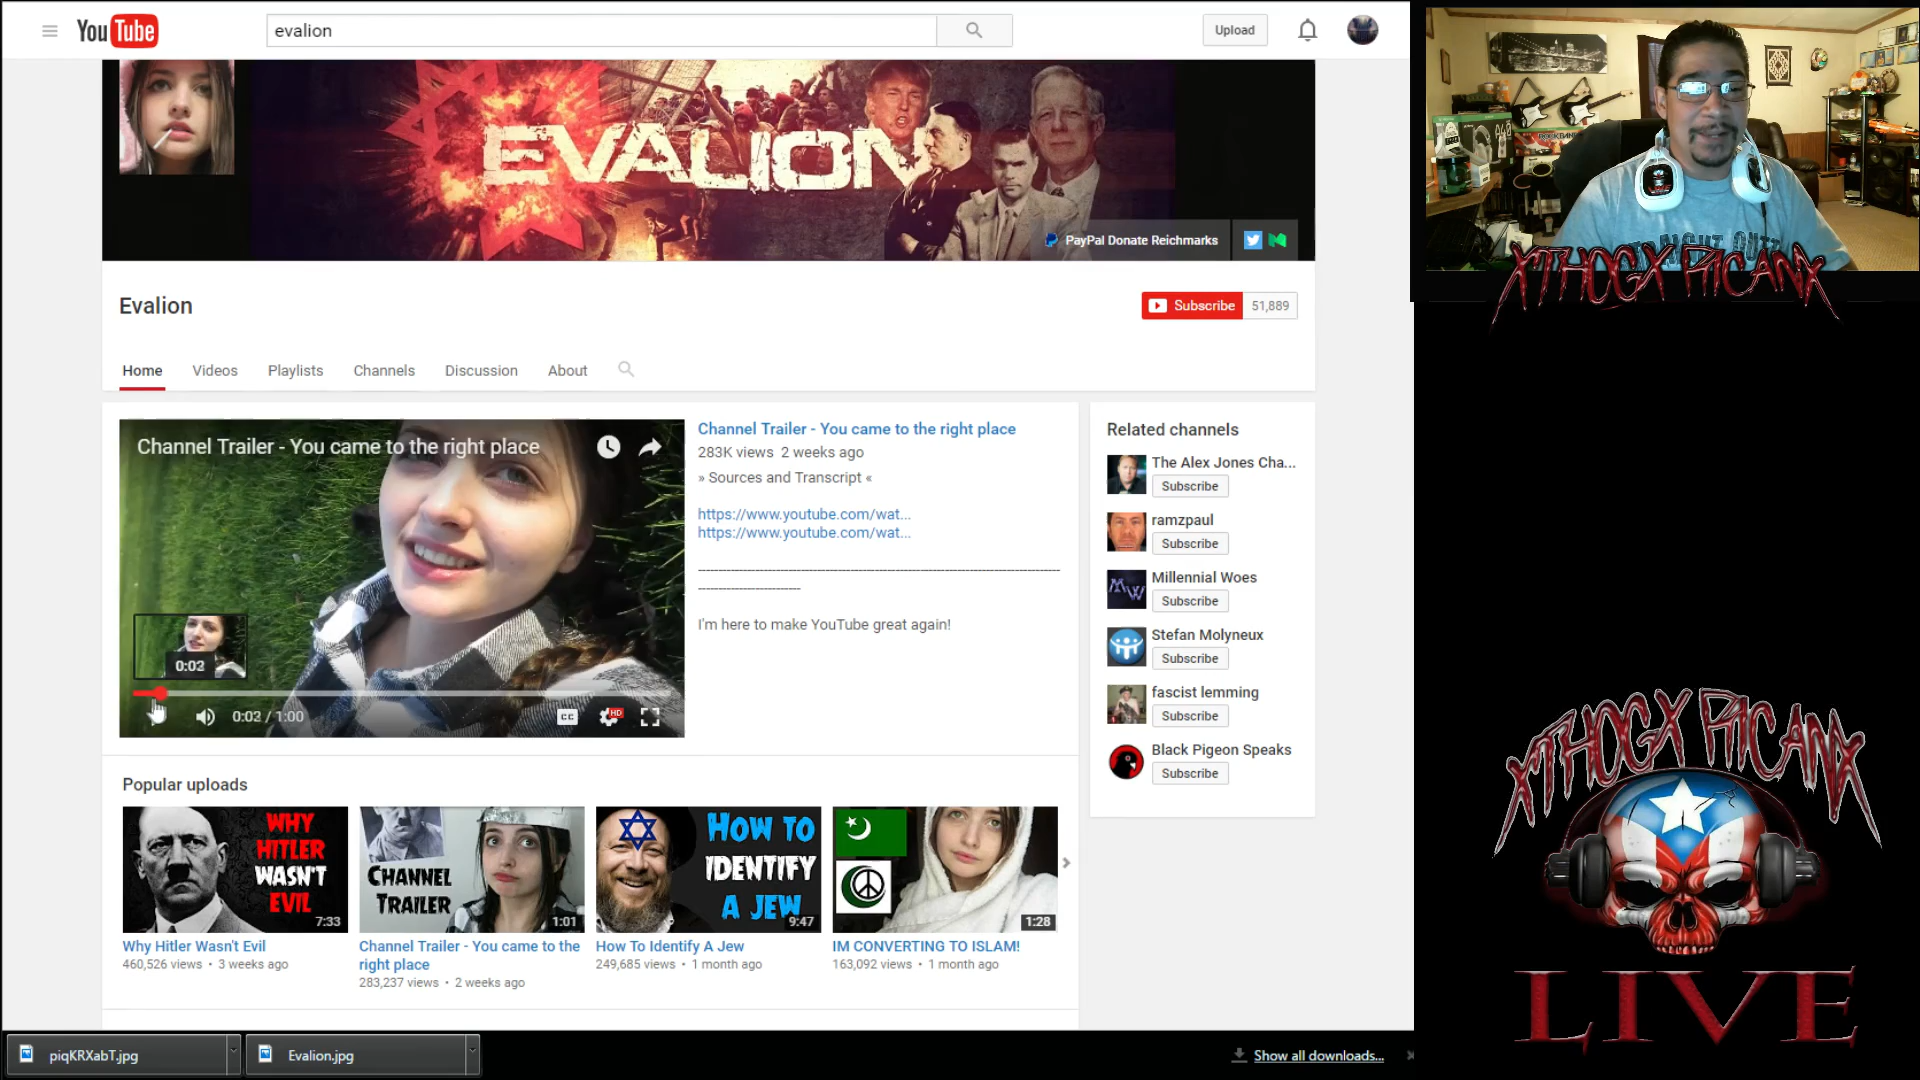 YouTube
evalion
Upload
EVALION
PayPal Donate Reichmarks
Evalion
Subscribe 51,889
Home Videos Playlists Channels Discussion About
Channel Trailer - You came to the right place
0:02
0:02 / 1:00
CC
HD
Channel Trailer - You came to the right place
283K views 2 weeks ago
» Sources and Transcript «
https://www.youtube.com/wat...
https://www.youtube.com/wat...
I'm here to make YouTube great again!
Related channels
The Alex Jones Cha...
Subscribe
ramzpaul
Subscribe
Millennial Woes
MW
Subscribe
Stefan Molyneux
Subscribe
fascist lemming
Subscribe
Black Pigeon Speaks
Subscribe
Popular uploads
WHY
HITLER
WASN'T
EVIL
7:33
CHANNEL
TRAILER
1:01
HOW TO
IDENTIFY
A JEW
9:47
1:28
Why Hitler Wasn't Evil
460,526 views • 3 weeks ago
Channel Trailer - You came to the
right place
283,237 views • 2 weeks ago
How To Identify A Jew
249,685 views • 1 month ago
IM CONVERTING TO ISLAM!
163,092 views • 1 month ago
piqKRXabT.jpg
Evalion.jpg
Show all downloads...
XTHOGX RICANX
XTHOGX RICANX
LIVE